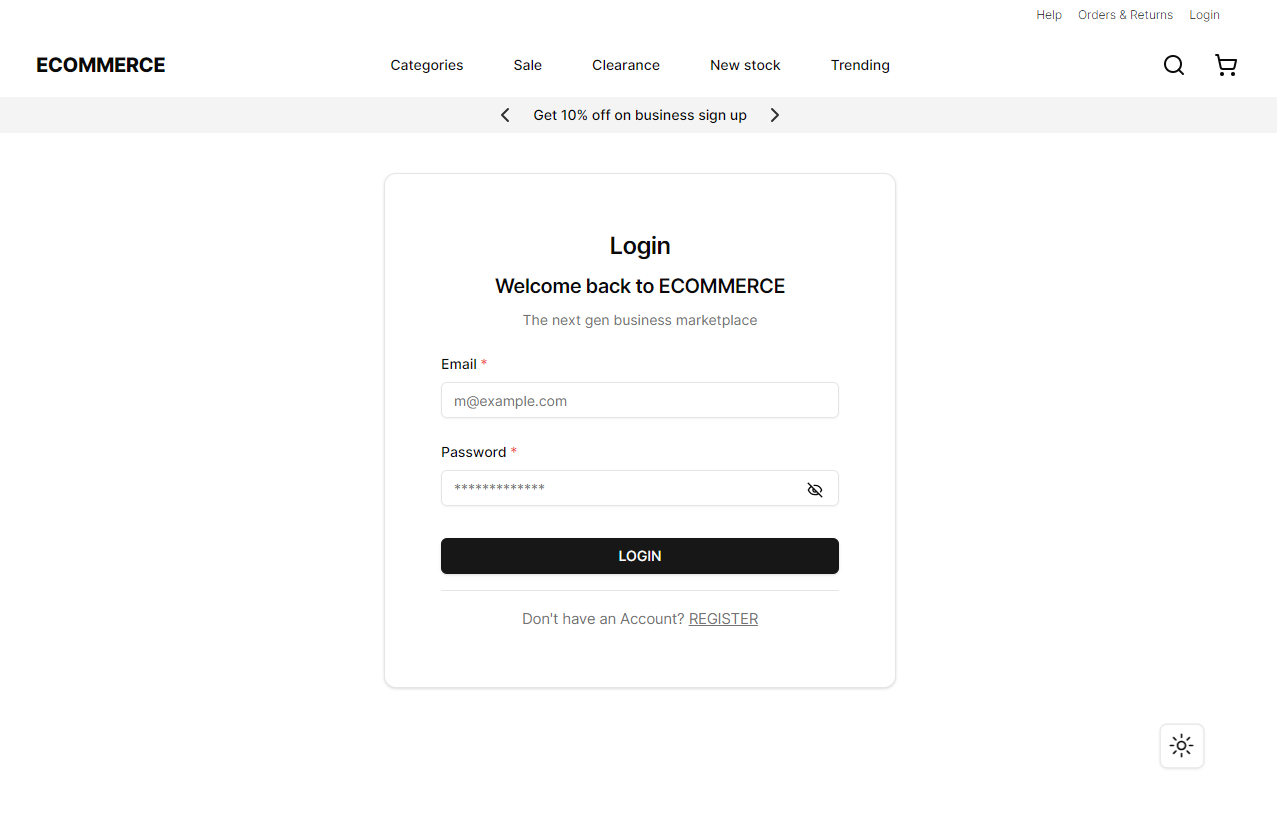 Help Orders & Returns Login
ECOMMERCE Categories Sale Clearance New stock Trending
Get 10% off on business sign up
Login
Welcome back to ECOMMERCE
The next gen business marketplace
Email *
m@example.com
Password *
*************
LOGIN
Don't have an Account? REGISTER